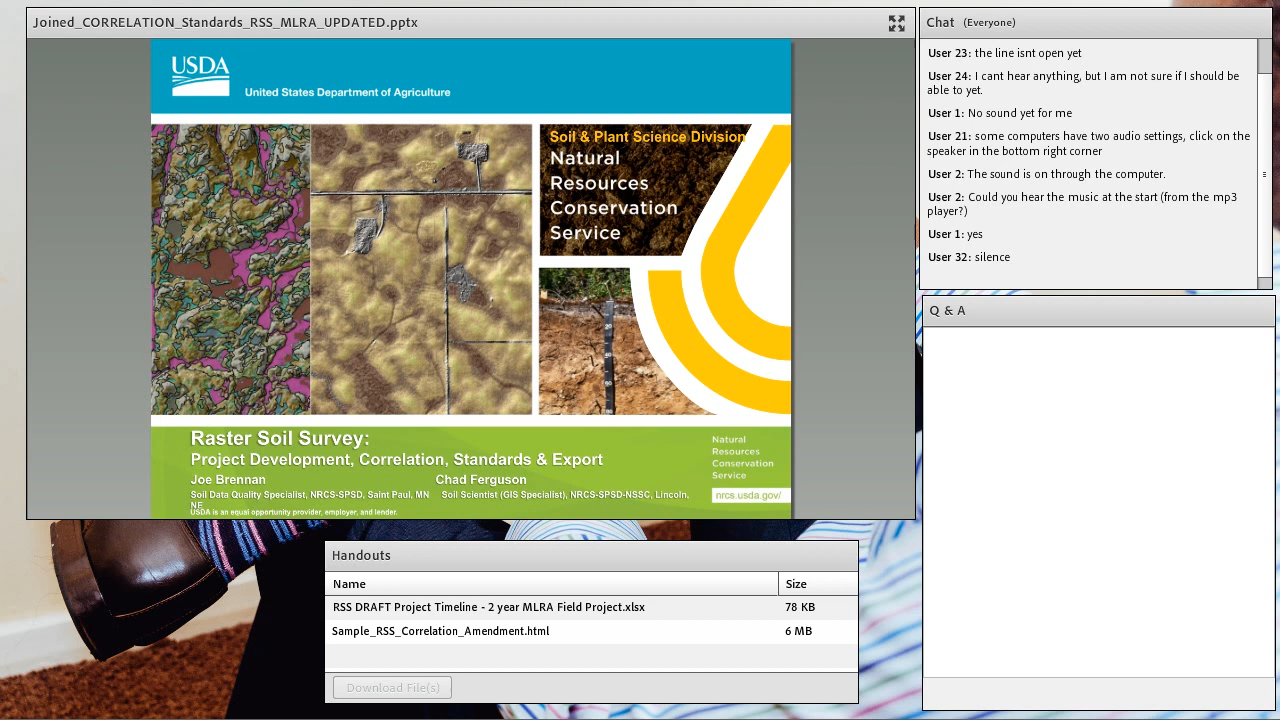 Joined_CORRELATION_Standards_RSS_MLRA_UPDATED.pptx
USDA
United States Department of Agriculture
Soil & Plant Science Division
Natural
Resources
Conservation
Service
20
40
60
80
Raster Soil Survey:
Project Development, Correlation, Standards & Export
Joe Brennan Chad Ferguson
Soil Data Quality Specialist, NRCS-SPSD, Saint Paul, MN Soil Scientist (GIS Specialist), NRCS-SPSD-NSSC, Lincoln,
NE
USDA is an equal opportunity provider, employer, and lender.
Natural
Resources
Conservation
Service
nrcs.usda.gov/
Chat (Everyone)
User 23: the line isnt open yet
User 24: I cant hear anything, but I am not sure if I should be
able to yet.
User 1: No sound yet for me
User 21: some computers have two audio settings, click on the
speaker in the bottom right corner
User 2: The sound is on through the computer.
User 2: Could you hear the music at the start (from the mp3
player?)
User 1: yes
User 32: silence
Q & A
Handouts
Name Size
RSS DRAFT Project Timeline - 2 year MLRA Field Project.xlsx 78 KB
Sample_RSS_Correlation_Amendment.html 6 MB
Download File(s)